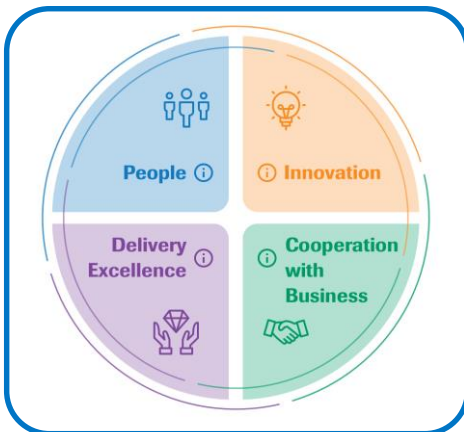 People
Innovation
Delivery
Excellence
Cooperation
with
Business